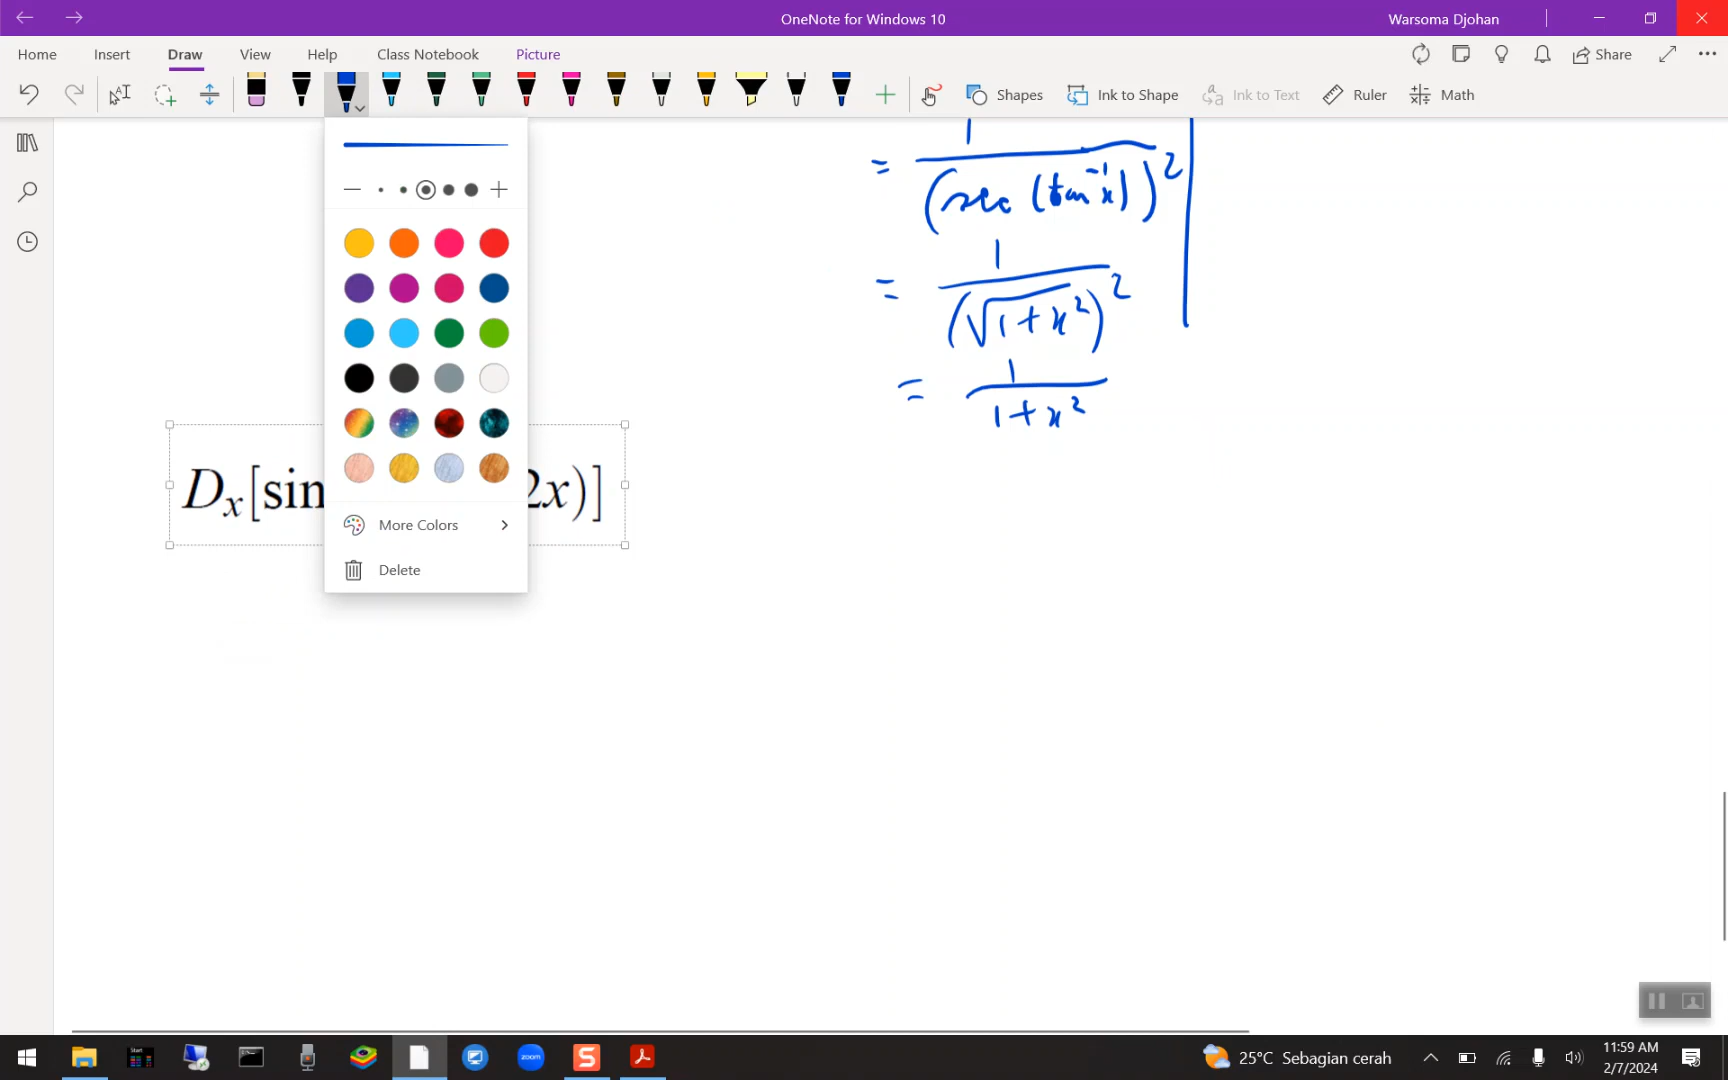 OneNote for Windows 10
Warsoma Djohan
Home Insert Draw View Help Class Notebook Picture
Share
Shapes Ink to Shape Ink to Text Ruler Math
= 1/(sec (tan⁻¹x))²
= 1/(√1+x²)²
= 1/1+x²
Dₓ[sin 2x)]
More Colors
Delete
Start
zoom
S
25°C Sebagian cerah
11:59 AM
2/7/2024